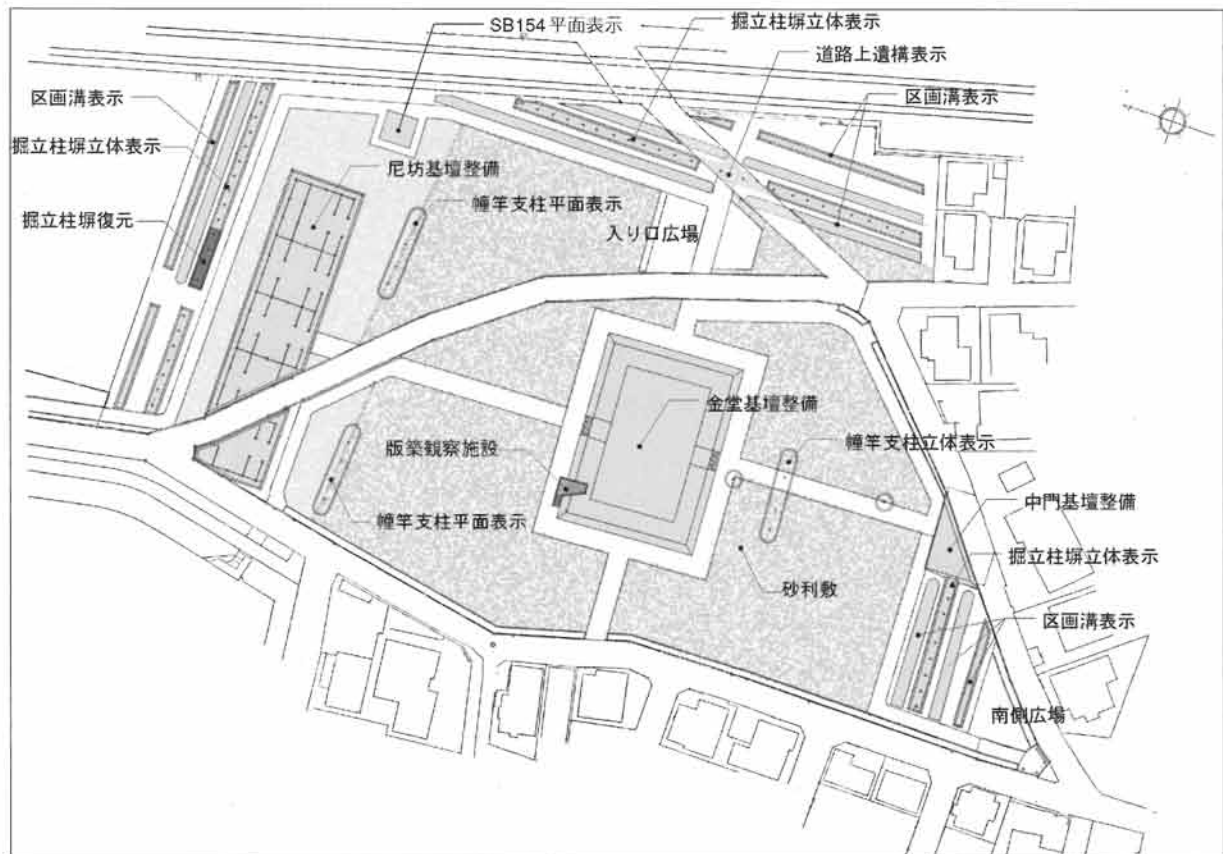 SB154平面表示
掘立柱塀立体表示
道路上遺構表示
区画溝表示
区画溝表示
掘立柱塀立体表示
尼坊基壇整備
幢竿支柱平面表示
掘立柱塀復元
入り口広場
金堂基壇整備
版築観察施設
幢竿支柱立体表示
中門基壇整備
幢竿支柱平面表示
掘立柱塀立体表示
砂利敷
区画溝表示
南側広場